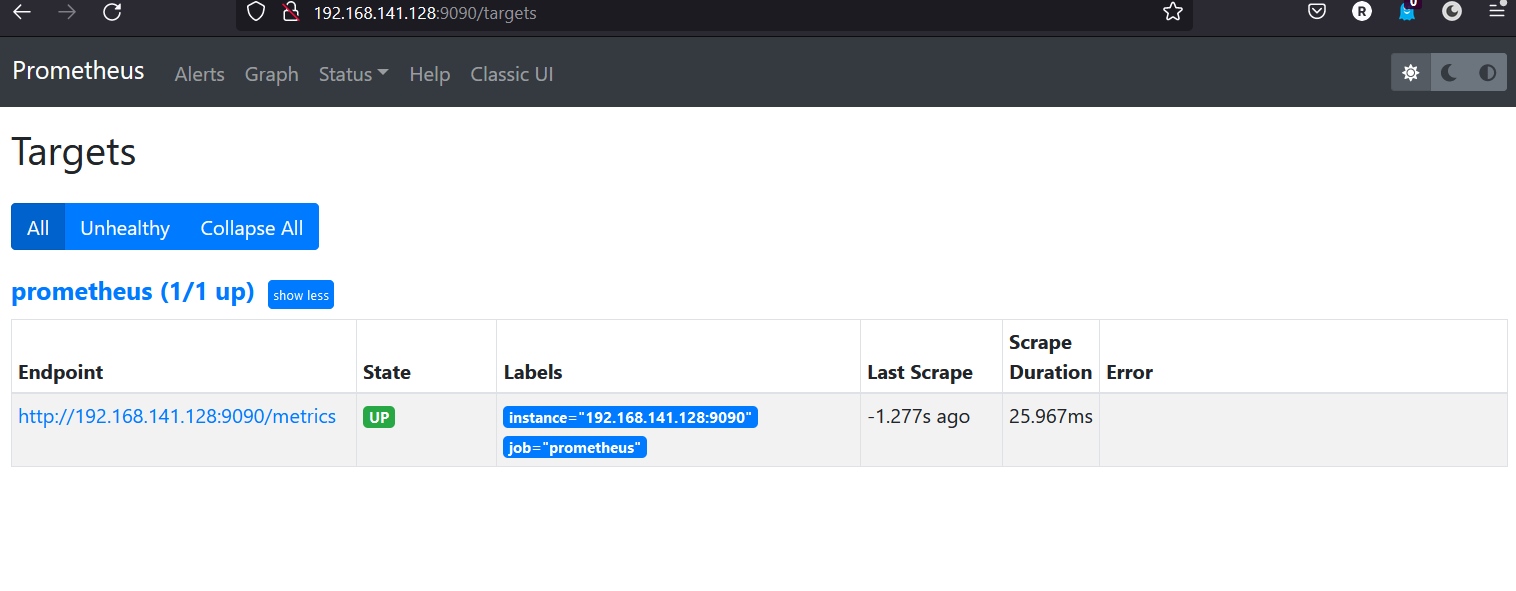 192.168.141.128:9090/targets
R
0
Prometheus Alerts Graph Status Help Classic UI
Targets
All Unhealthy Collapse All
prometheus (1/1 up) show less
Endpoint State Labels Last Scrape Scrape Duration Error
http://192.168.141.128:9090/metrics UP instance="192.168.141.128:9090" -1.277s ago 25.967ms
job="prometheus"